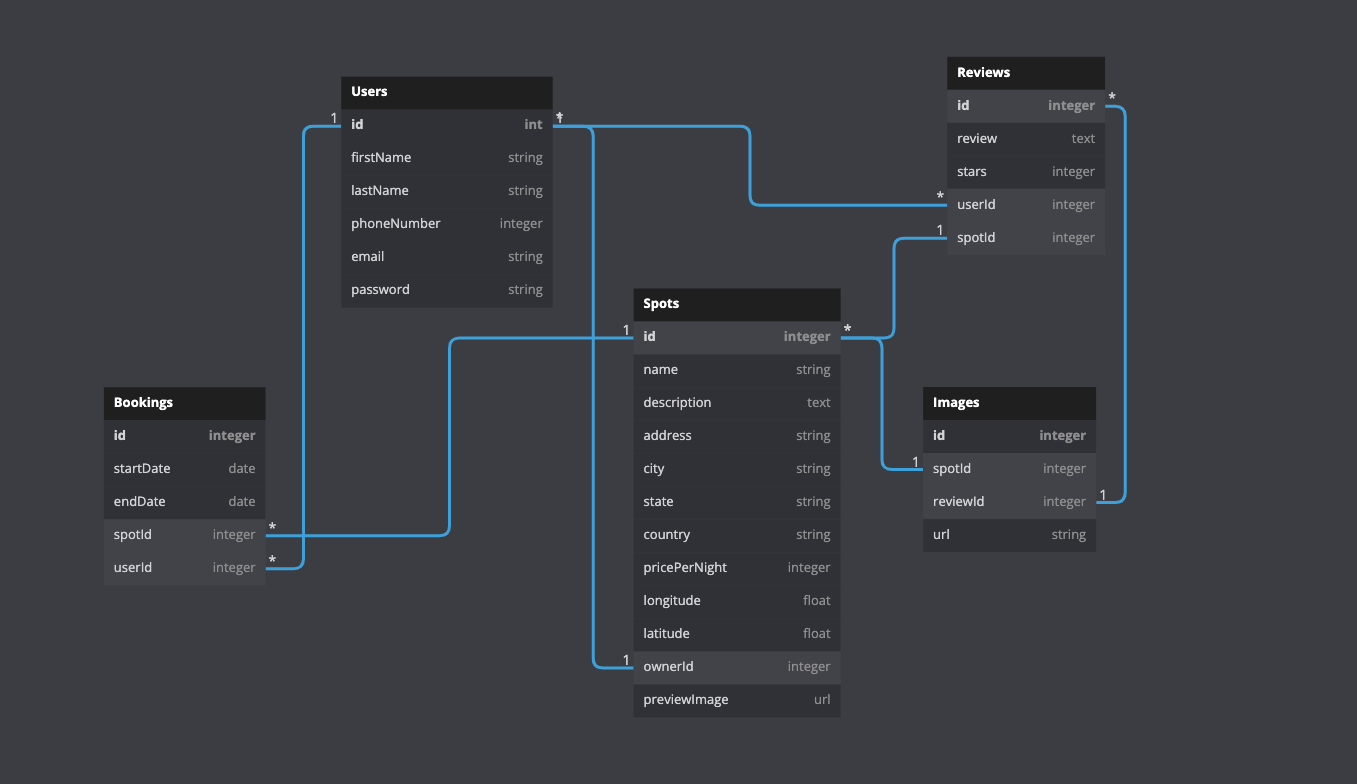 Users
id int
firstName string
lastName string
phoneNumber integer
email string
password string
1
*
1
Reviews
id integer
review text
stars integer
userId integer
spotId integer
*
*
1
Spots
id integer
name string
description text
address string
city string
state string
country string
pricePerNight integer
longitude float
latitude float
ownerId integer
previewImage url
1
*
1
Bookings
id integer
startDate date
endDate date
spotId integer
userId integer
*
*
Images
id integer
spotId integer
reviewId integer
url string
1
1